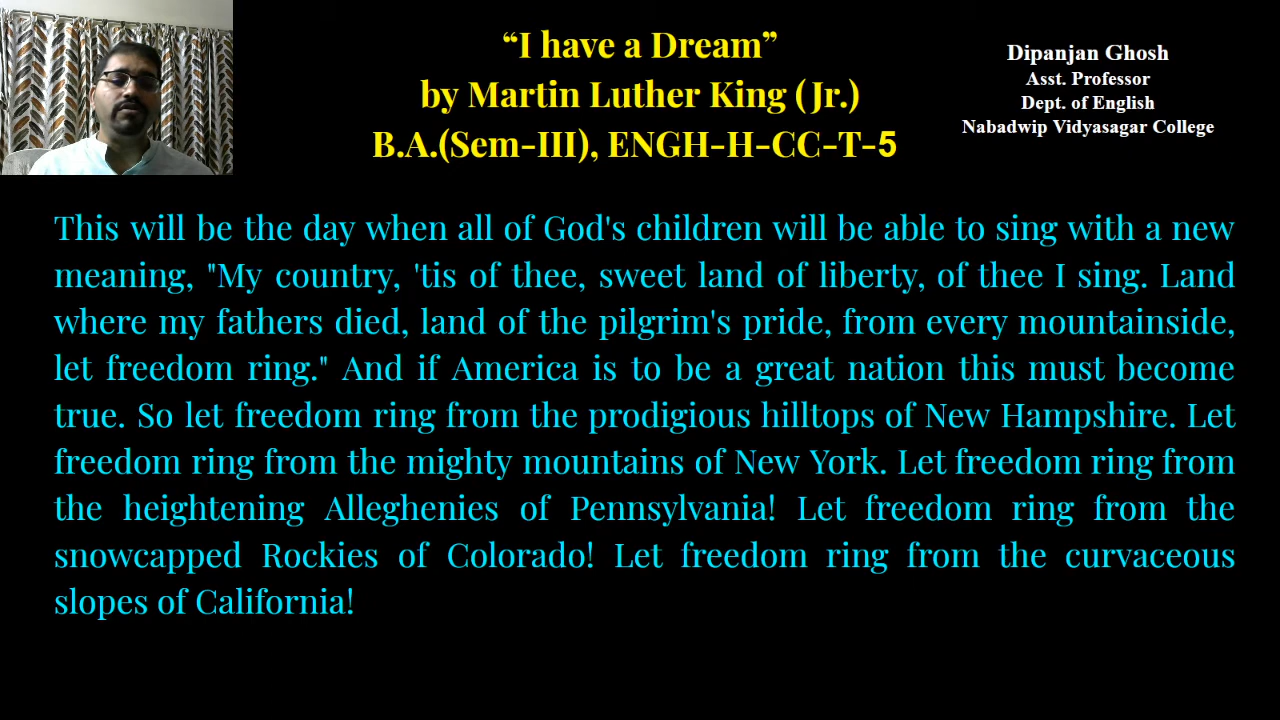 “I have a Dream”
by Martin Luther King (Jr.)
B.A.(Sem-III), ENGH-H-CC-T-5
Dipanjan Ghosh
Asst. Professor
Dept. of English
Nabadwip Vidyasagar College
This will be the day when all of God's children will be able to sing with a new
meaning, "My country, 'tis of thee, sweet land of liberty, of thee I sing. Land
where my fathers died, land of the pilgrim's pride, from every mountainside,
let freedom ring." And if America is to be a great nation this must become
true. So let freedom ring from the prodigious hilltops of New Hampshire. Let
freedom ring from the mighty mountains of New York. Let freedom ring from
the heightening Alleghenies of Pennsylvania! Let freedom ring from the
snowcapped Rockies of Colorado! Let freedom ring from the curvaceous
slopes of California!